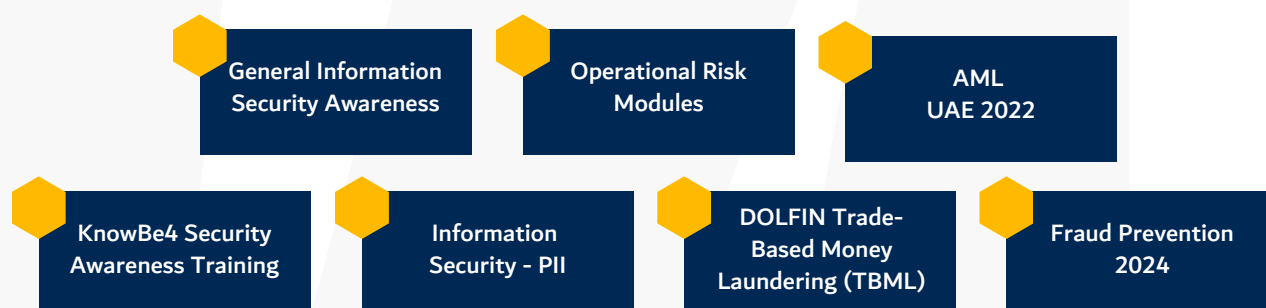 General Information
Security Awareness
Operational Risk
Modules
AML
UAE 2022
KnowBe4 Security
Awareness Training
Information
Security - PII
DOLFIN Trade-
Based Money
Laundering (TBML)
Fraud Prevention
2024